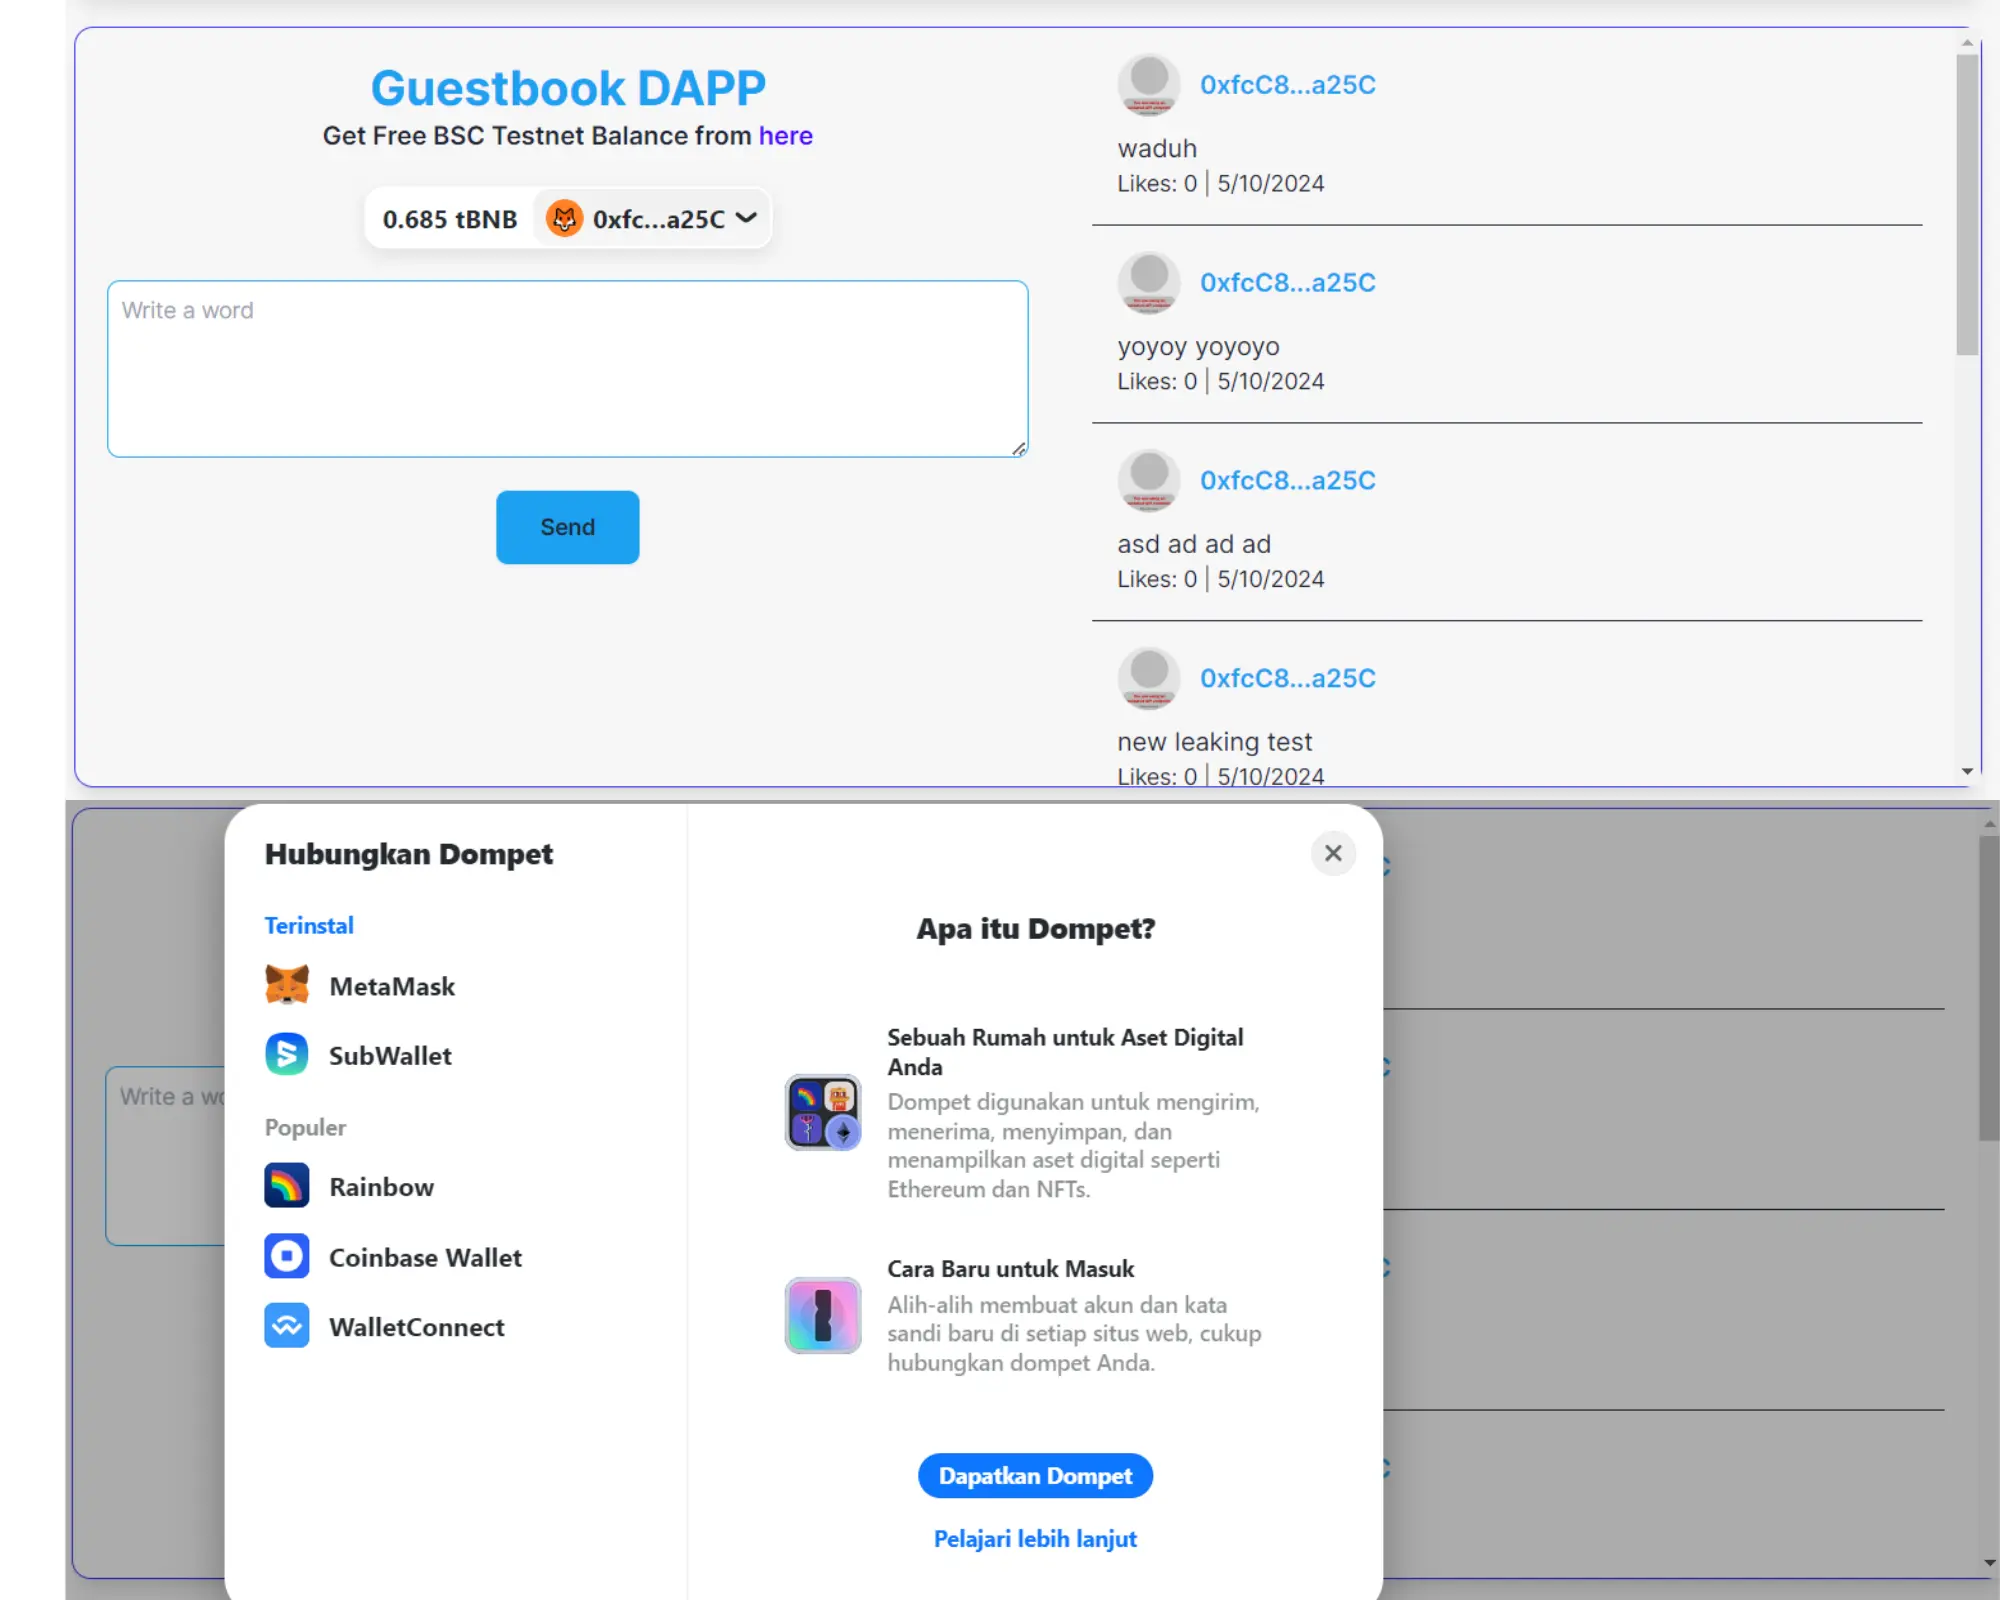 Guestbook DAPP
Get Free BSC Testnet Balance from here
0.685 tBNB 0xfc...a25C
Write a word
Send
0xfcC8...a25C
waduh
Likes: 0 | 5/10/2024
0xfcC8...a25C
yoyoy yoyoyo
Likes: 0 | 5/10/2024
0xfcC8...a25C
asd ad ad ad
Likes: 0 | 5/10/2024
0xfcC8...a25C
new leaking test
Likes: 0 | 5/10/2024
Hubungkan Dompet
Terinstal
MetaMask
SubWallet
Populer
Rainbow
Coinbase Wallet
WalletConnect
Apa itu Dompet?
Sebuah Rumah untuk Aset Digital
Anda
Dompet digunakan untuk mengirim,
menerima, menyimpan, dan
menampilkan aset digital seperti
Ethereum dan NFTs.
Cara Baru untuk Masuk
Alih-alih membuat akun dan kata
sandi baru di setiap situs web, cukup
hubungkan dompet Anda.
Dapatkan Dompet
Pelajari lebih lanjut
Write a